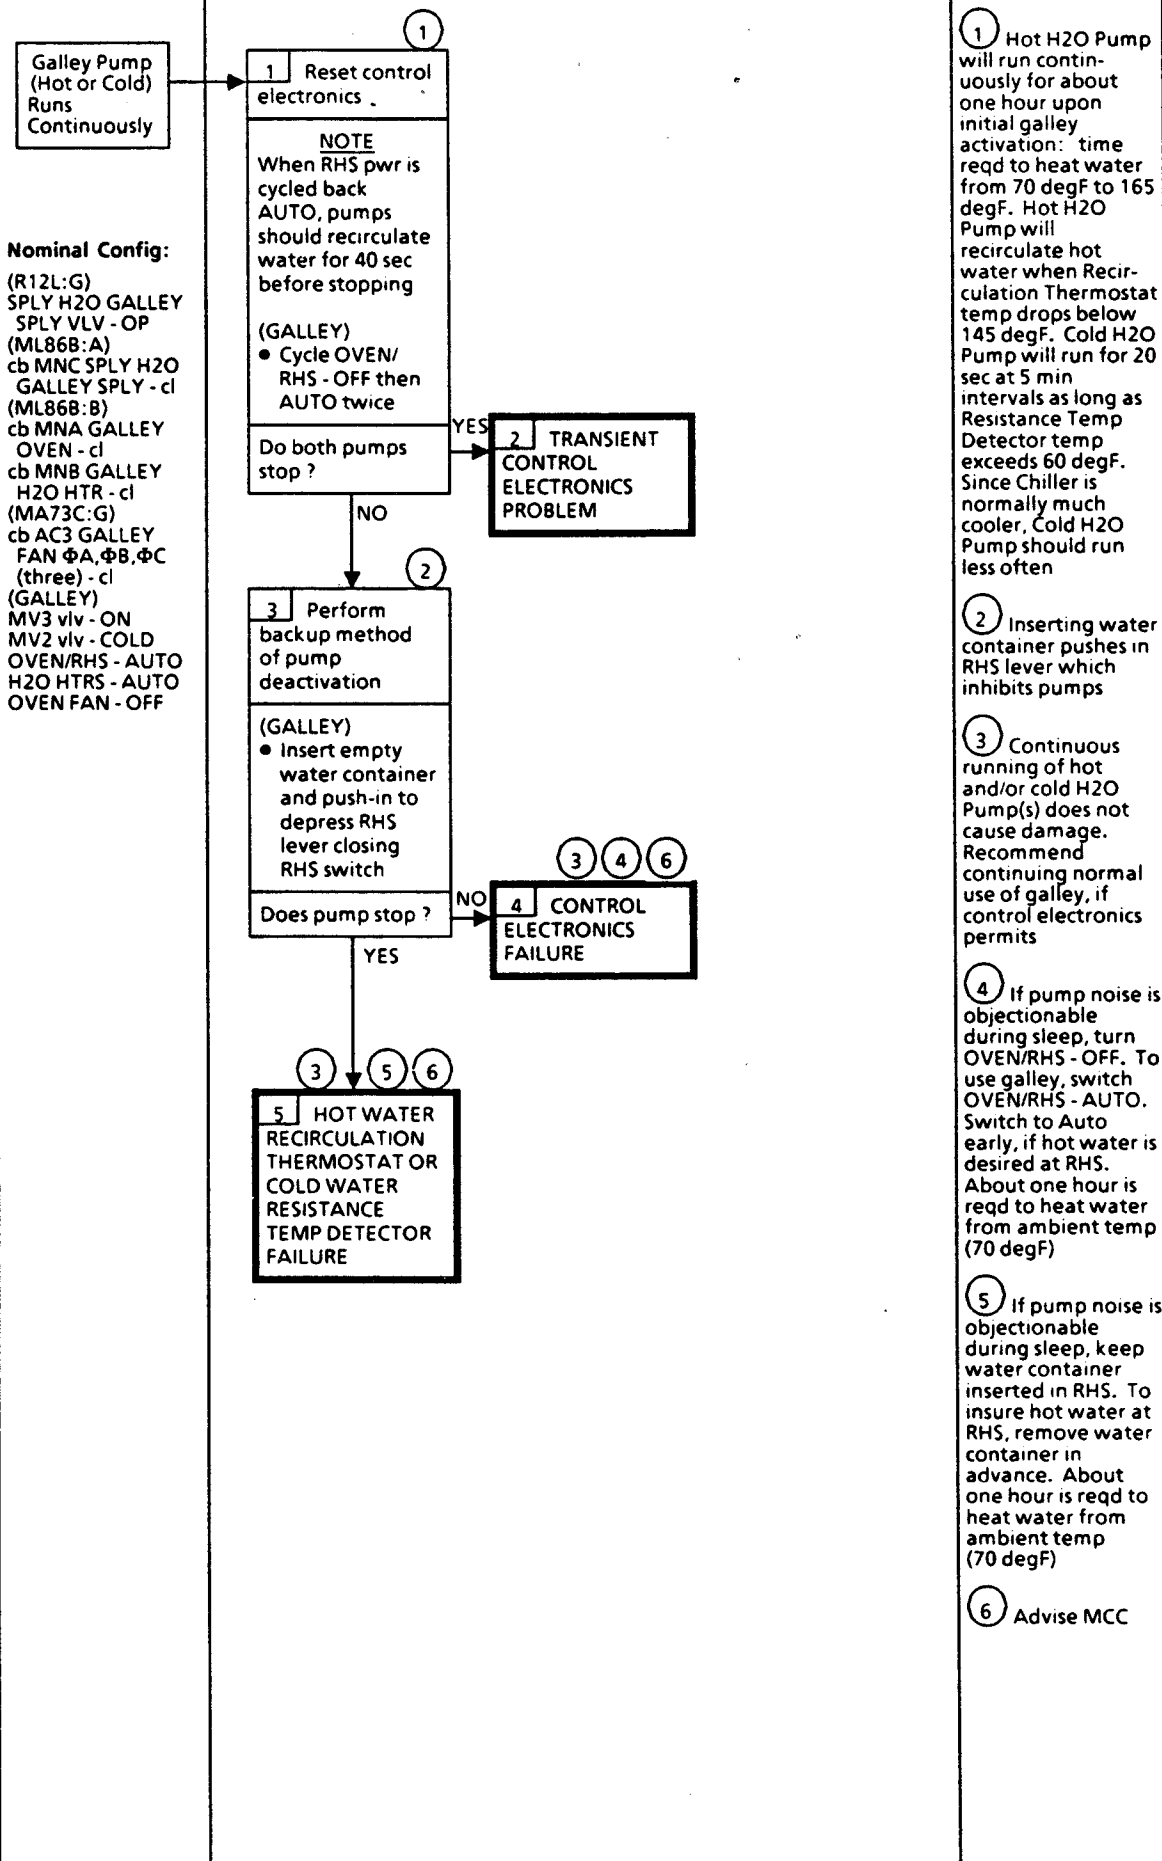 Galley Pump
(Hot or Cold)
Runs
Continuously
Nominal Config:
(R12L:G)
SPLY H2O GALLEY
SPLY VLV - OP
(ML86B:A)
cb MNC SPLY H2O
GALLEY SPLY - cl
(ML86B:B)
cb MNA GALLEY
OVEN - cl
cb MNB GALLEY
H2O HTR - cl
(MA73C:G)
cb AC3 GALLEY
FAN ΦA,ΦB,ΦC
(three) - cl
(GALLEY)
MV3 vlv - ON
MV2 vlv - COLD
OVEN/RHS - AUTO
H2O HTRS - AUTO
OVEN FAN - OFF
1
1 Reset control
electronics
NOTE
When RHS pwr is
cycled back
AUTO, pumps
should recirculate
water for 40 sec
before stopping
(GALLEY)
• Cycle OVEN/
RHS - OFF then
AUTO twice
Do both pumps
stop ?
YES
2 TRANSIENT
CONTROL
ELECTRONICS
PROBLEM
NO
2
3 Perform
backup method
of pump
deactivation
(GALLEY)
• Insert empty
water container
and push-in to
depress RHS
lever closing
RHS switch
Does pump stop ?
NO
3 4 6
4 CONTROL
ELECTRONICS
FAILURE
YES
3 5 6
5 HOT WATER
RECIRCULATION
THERMOSTAT OR
COLD WATER
RESISTANCE
TEMP DETECTOR
FAILURE
1 Hot H2O Pump
will run contin-
uously for about
one hour upon
initial galley
activation: time
reqd to heat water
from 70 degF to 165
degF. Hot H2O
Pump will
recirculate hot
water when Recir-
culation Thermostat
temp drops below
145 degF. Cold H2O
Pump will run for 20
sec at 5 min
intervals as long as
Resistance Temp
Detector temp
exceeds 60 degF.
Since Chiller is
normally much
cooler, Cold H2O
Pump should run
less often
2 Inserting water
container pushes in
RHS lever which
inhibits pumps
3 Continuous
running of hot
and/or cold H2O
Pump(s) does not
cause damage.
Recommend
continuing normal
use of galley, if
control electronics
permits
4 If pump noise is
objectionable
during sleep, turn
OVEN/RHS - OFF. To
use galley, switch
OVEN/RHS - AUTO.
Switch to Auto
early, if hot water is
desired at RHS.
About one hour is
reqd to heat water
from ambient temp
(70 degF)
5 If pump noise is
objectionable
during sleep, keep
water container
inserted in RHS. To
insure hot water at
RHS, remove water
container in
advance. About
one hour is reqd to
heat water from
ambient temp
(70 degF)
6 Advise MCC